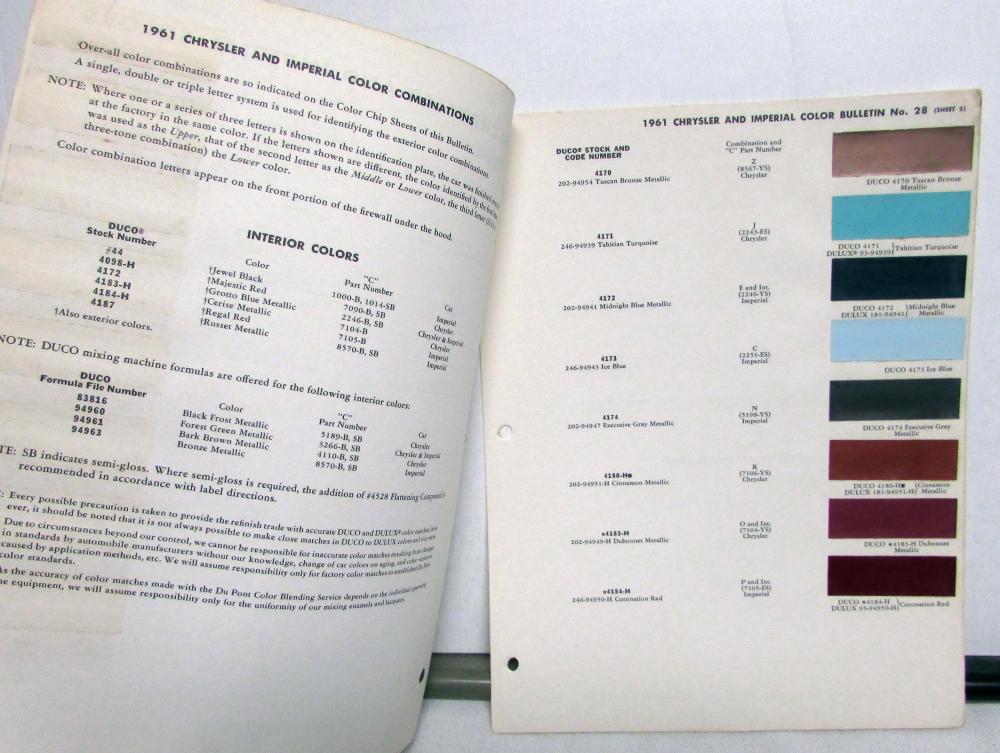 1961 CHRYSLER AND IMPERIAL COLOR COMBINATIONS
Over-all color combinations are so indicated on the Color Chip Sheets of this Bulletin.
A single, double or triple letter system is used for identifying the exterior color combinations.
NOTE: Where one or a series of three letters is shown on the identification plate, the car was finished
at the factory in the same color. If the letters shown are different, the color identified by the first
was used as the Upper, that of the second letter as the Middle or Lower color, the third letter
three-tone combination) the Lower color.
Color combination letters appear on the front portion of the firewall under the hood.
INTERIOR COLORS
DUCO®
Stock Number Color "C" Part Number Car
#44 †Jewel Black 1000-B, 1014-SB Imperial
4098-H †Majestic Red 7090-B, SB Chrysler
4172 †Grotto Blue Metallic 2246-B, SB Chrysler & Imperial
4183-H †Cerise Metallic 7104-B Chrysler
4184-H †Regal Red 7105-B Imperial
4187 †Russet Metallic 8570-B, SB Imperial
†Also exterior colors.
NOTE: DUCO mixing machine formulas are offered for the following interior colors:
DUCO
Formula File Number Color "C" Part Number Car
83816 Black Frost Metallic 5189-B, SB Chrysler
94960 Forest Green Metallic 3266-B, SB Chrysler & Imperial
94961 Bark Brown Metallic 4110-B, SB Chrysler
94963 Bronze Metallic 8570-B, SB Imperial
TE: SB indicates semi-gloss. Where semi-gloss is required, the addition of #4528 Flattening Compound is
recommended in accordance with label directions.
: Every possible precaution is taken to provide the refinish trade with accurate DUCO and DULUX® color matches, how-
ever, it should be noted that it is not always possible to make close matches in DUCO to DULUX colors and vice versa.
Due to circumstances beyond our control, we cannot be responsible for inaccurate color matches resulting from changes
in standards by automobile manufacturers without our knowledge, change of car colors on aging, and color variations
caused by application methods, etc. We will assume responsibility only for factory color matches to established Du Pont
color standards.
As the accuracy of color matches made with the Du Pont Color Blending Service depends on the individual operating
he equipment, we will assume responsibility only for the uniformity of our mixing enamels and lacquers.
1961 CHRYSLER AND IMPERIAL COLOR BULLETIN No. 28 (SHEET 2)
DUCO® STOCK AND
CODE NUMBER
Combination and
"C" Part Number
4170
202-94954 Tuscan Bronze Metallic
Z
(8567-YS)
Chrysler
DUCO 4170 Tuscan Bronze
Metallic
4171
246-94939 Tahitian Turquoise
J
(2243-ES)
Chrysler
DUCO 4171
DULUX® 93-94939 } Tahitian Turquoise
4172
202-94941 Midnight Blue Metallic
E and Int.
(2246-YS)
Imperial
DUCO 4172 } Midnight Blue
DULUX 181-94941 } Metallic
4173
246-94943 Ice Blue
C
(2251-ES)
Imperial
DUCO 4173 Ice Blue
4174
202-94947 Executive Gray Metallic
N
(5198-YS)
Imperial
DUCO 4174 Executive Gray
Metallic
4180-H■
202-94951-H Cinnamon Metallic
R
(7106-YS)
Chrysler
DUCO 4180-H■ } Cinnamon
DULUX 181-94951-H } Metallic
★4183-H
202-94949-H Dubonnet Metallic
O and Int.
(7104-ES)
Chrysler
DUCO ★4183-H Dubonnet
Metallic
★4184-H
246-94950-H Coronation Red
P and Int.
(7105-ES)
Imperial
DUCO ★4184-H
DULUX 93-94950-H } Coronation Red